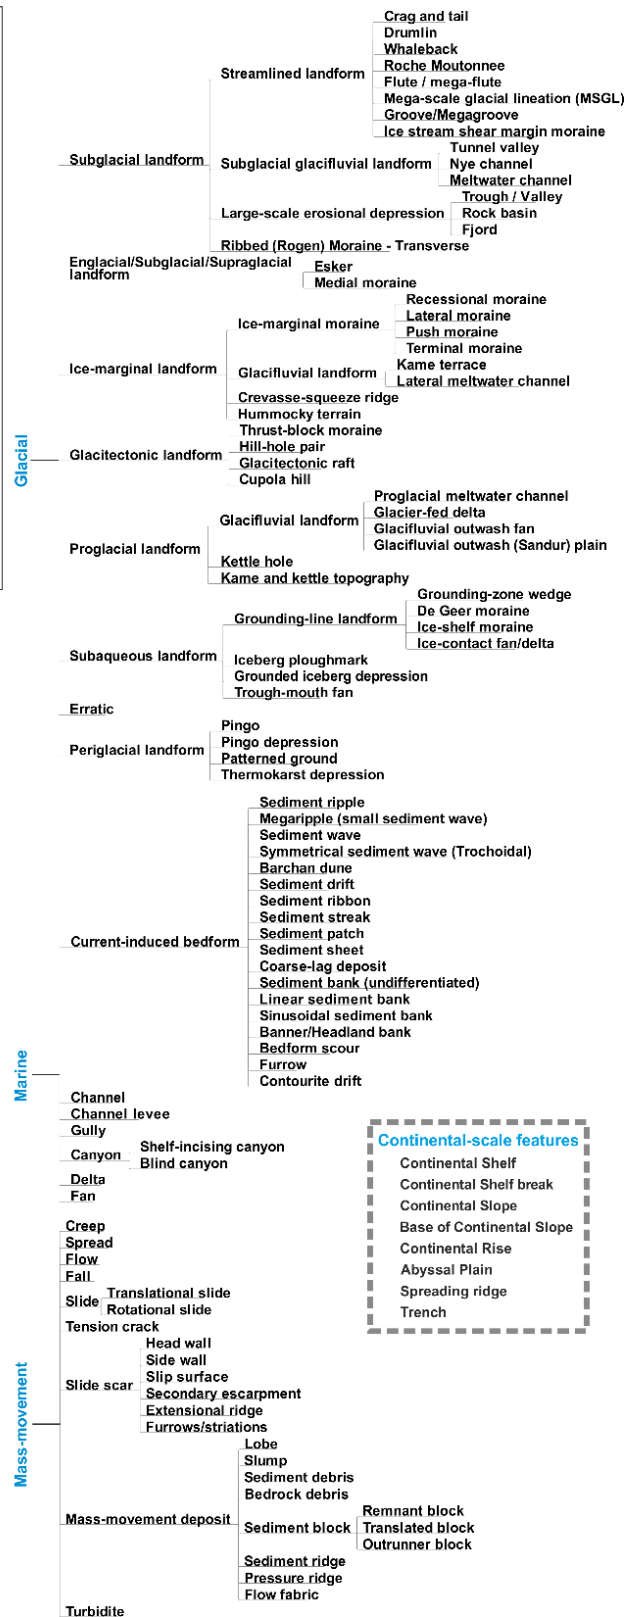 Glacial
Subglacial landform
Streamlined landform
Crag and tail
Drumlin
Whaleback
Roche Moutonnee
Flute / mega-flute
Mega-scale glacial lineation (MSGL)
Groove/Megagroove
Ice stream shear margin moraine
Subglacial glacifluvial landform
Tunnel valley
Nye channel
Meltwater channel
Large-scale erosional depression
Trough / Valley
Rock basin
Fjord
Ribbed (Rogen) Moraine - Transverse
Englacial/Subglacial/Supraglacial
landform
Esker
Medial moraine
Ice-marginal landform
Ice-marginal moraine
Recessional moraine
Lateral moraine
Push moraine
Terminal moraine
Glacifluvial landform
Kame terrace
Lateral meltwater channel
Crevasse-squeeze ridge
Hummocky terrain
Glacitectonic landform
Thrust-block moraine
Hill-hole pair
Glacitectonic raft
Cupola hill
Proglacial landform
Glacifluvial landform
Proglacial meltwater channel
Glacier-fed delta
Glacifluvial outwash fan
Glacifluvial outwash (Sandur) plain
Kettle hole
Kame and kettle topography
Subaqueous landform
Grounding-line landform
Grounding-zone wedge
De Geer moraine
Ice-shelf moraine
Ice-contact fan/delta
Iceberg ploughmark
Grounded iceberg depression
Trough-mouth fan
Erratic
Periglacial landform
Pingo
Pingo depression
Patterned ground
Thermokarst depression
Marine
Current-induced bedform
Sediment ripple
Megaripple (small sediment wave)
Sediment wave
Symmetrical sediment wave (Trochoidal)
Barchan dune
Sediment drift
Sediment ribbon
Sediment streak
Sediment patch
Sediment sheet
Coarse-lag deposit
Sediment bank (undifferentiated)
Linear sediment bank
Sinusoidal sediment bank
Banner/Headland bank
Bedform scour
Furrow
Contourite drift
Channel
Channel levee
Gully
Canyon
Shelf-incising canyon
Blind canyon
Delta
Fan
Continental-scale features
Continental Shelf
Continental Shelf break
Continental Slope
Base of Continental Slope
Continental Rise
Abyssal Plain
Spreading ridge
Trench
Mass-movement
Creep
Spread
Flow
Fall
Slide
Translational slide
Rotational slide
Tension crack
Slide scar
Head wall
Side wall
Slip surface
Secondary escarpment
Extensional ridge
Furrows/striations
Mass-movement deposit
Lobe
Slump
Sediment debris
Bedrock debris
Sediment block
Remnant block
Translated block
Outrunner block
Sediment ridge
Pressure ridge
Flow fabric
Turbidite